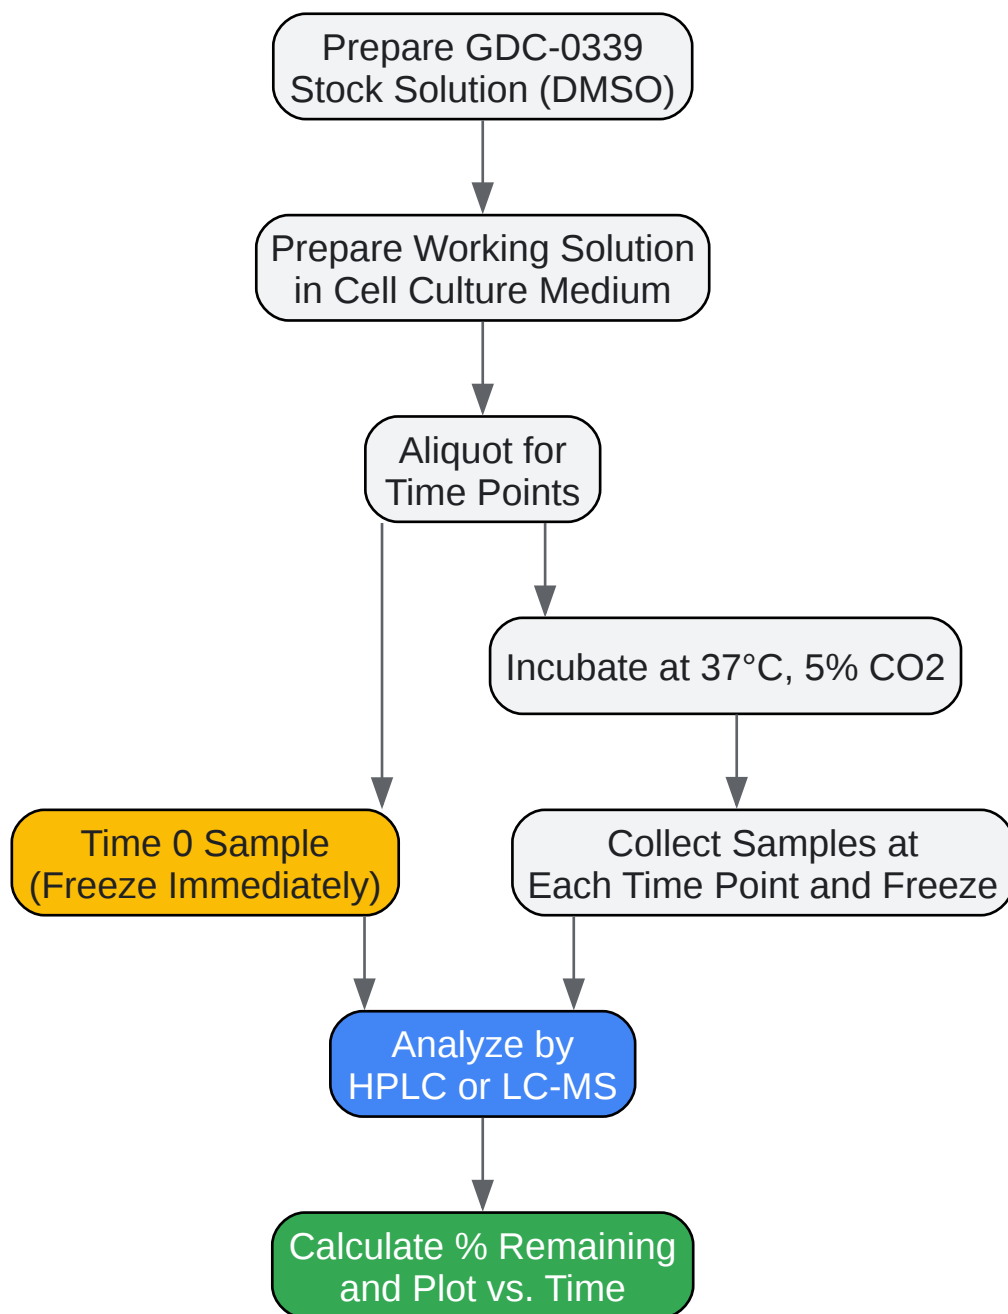 Prepare GDC-0339
Stock Solution (DMSO)
Prepare Working Solution
in Cell Culture Medium
Aliquot for
Time Points
Incubate at 37°C, 5% CO2
Time 0 Sample
(Freeze Immediately)
Collect Samples at
Each Time Point and Freeze
Analyze by
HPLC or LC-MS
Calculate % Remaining
and Plot vs. Time